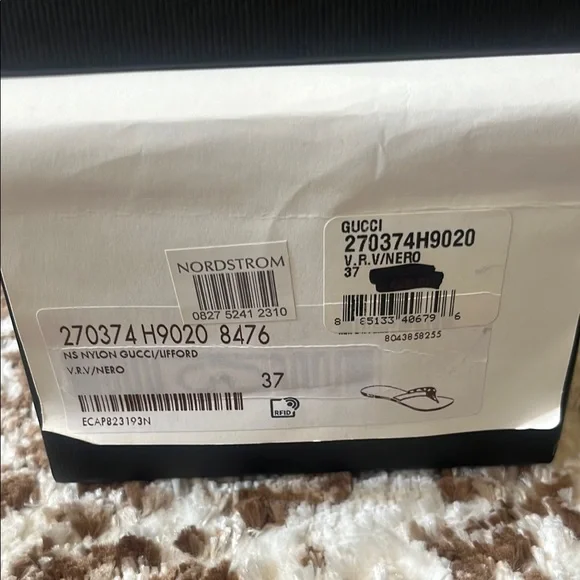 GUCCI
270374H9020
V.R.V/NERO
37
8 85133 40679 6
8043858255
NORDSTROM
0827 5241 2310
270374 H9020 8476
NS NYLON GUCCI/LIFFORD
V.R.V/NERO
37
ECAP823193N
RFID